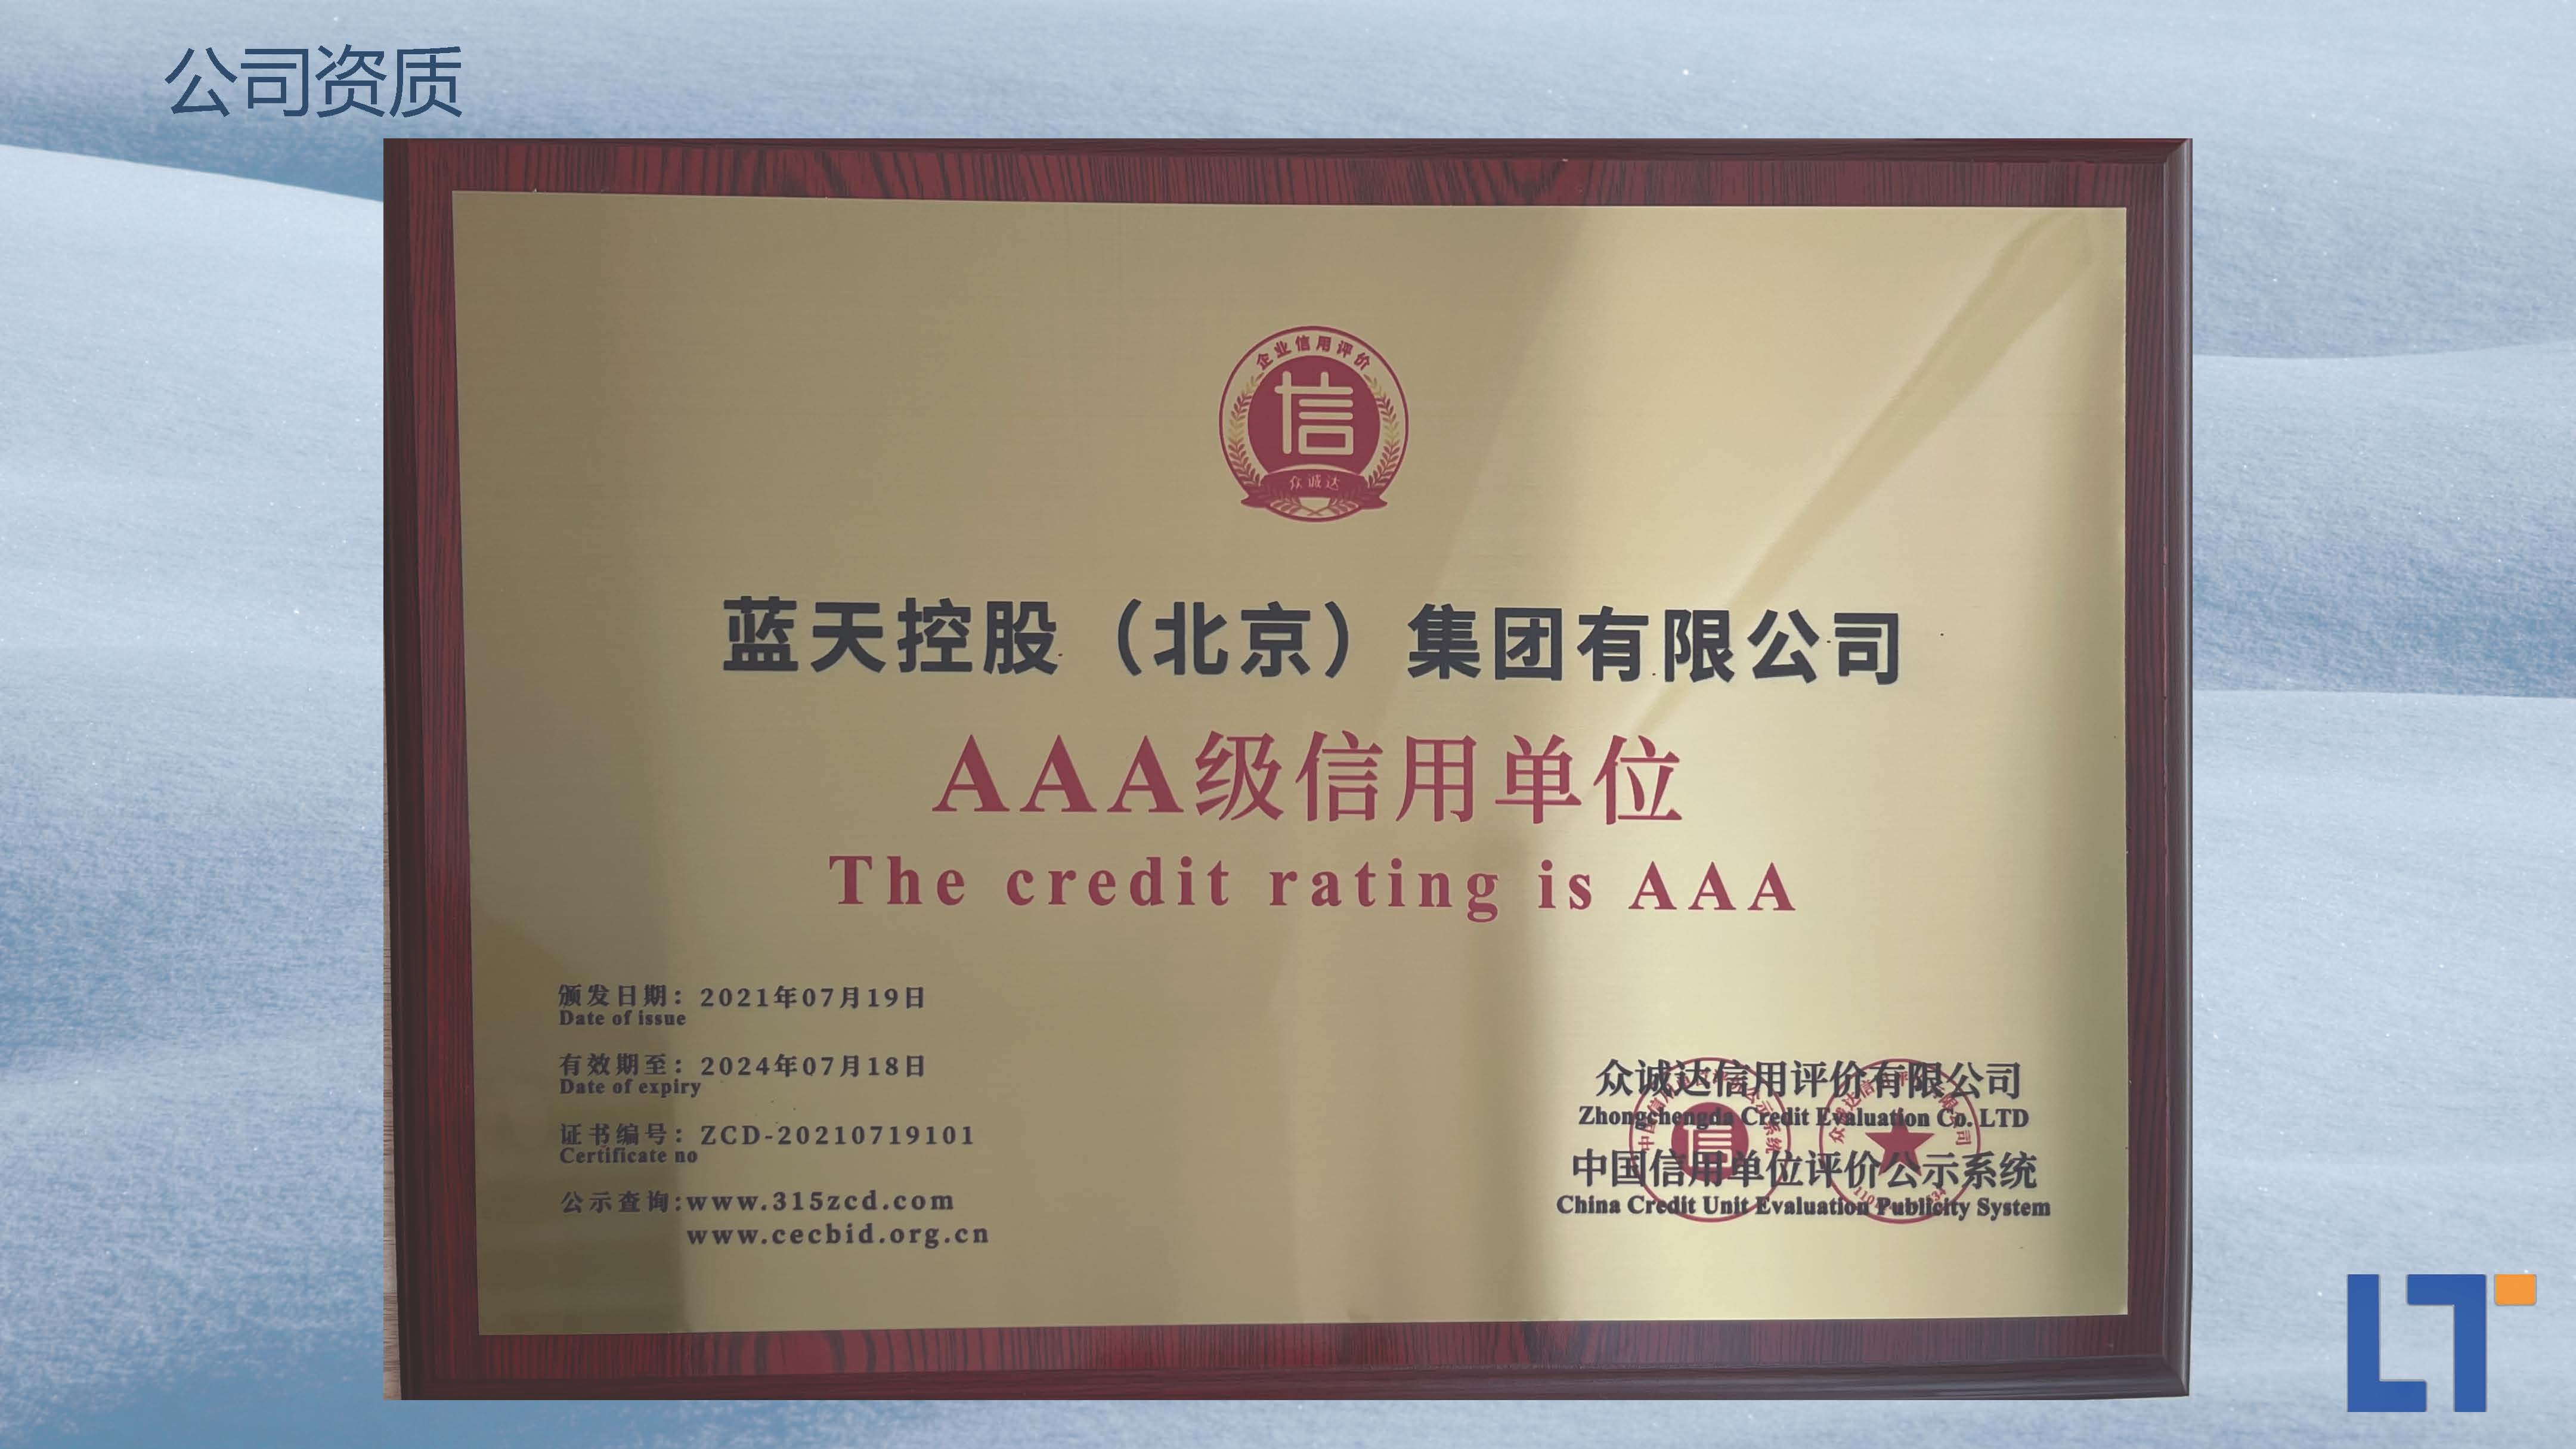 公司资质
企业信用评价
信
众诚达
蓝天控股（北京）集团有限公司
AAA级信用单位
The credit rating is AAA
颁发日期：2021年07月19日
Date of issue
有效期至：2024年07月18日
Date of expiry
证书编号：ZCD-20210719101
Certificate no
公示查询:www.315zcd.com
www.cecbid.org.cn
众诚达信用评价有限公司
Zhongchengda Credit Evaluation Co. LTD
中国信用单位评价公示系统
China Credit Unit Evaluation Publicity System
信
LT